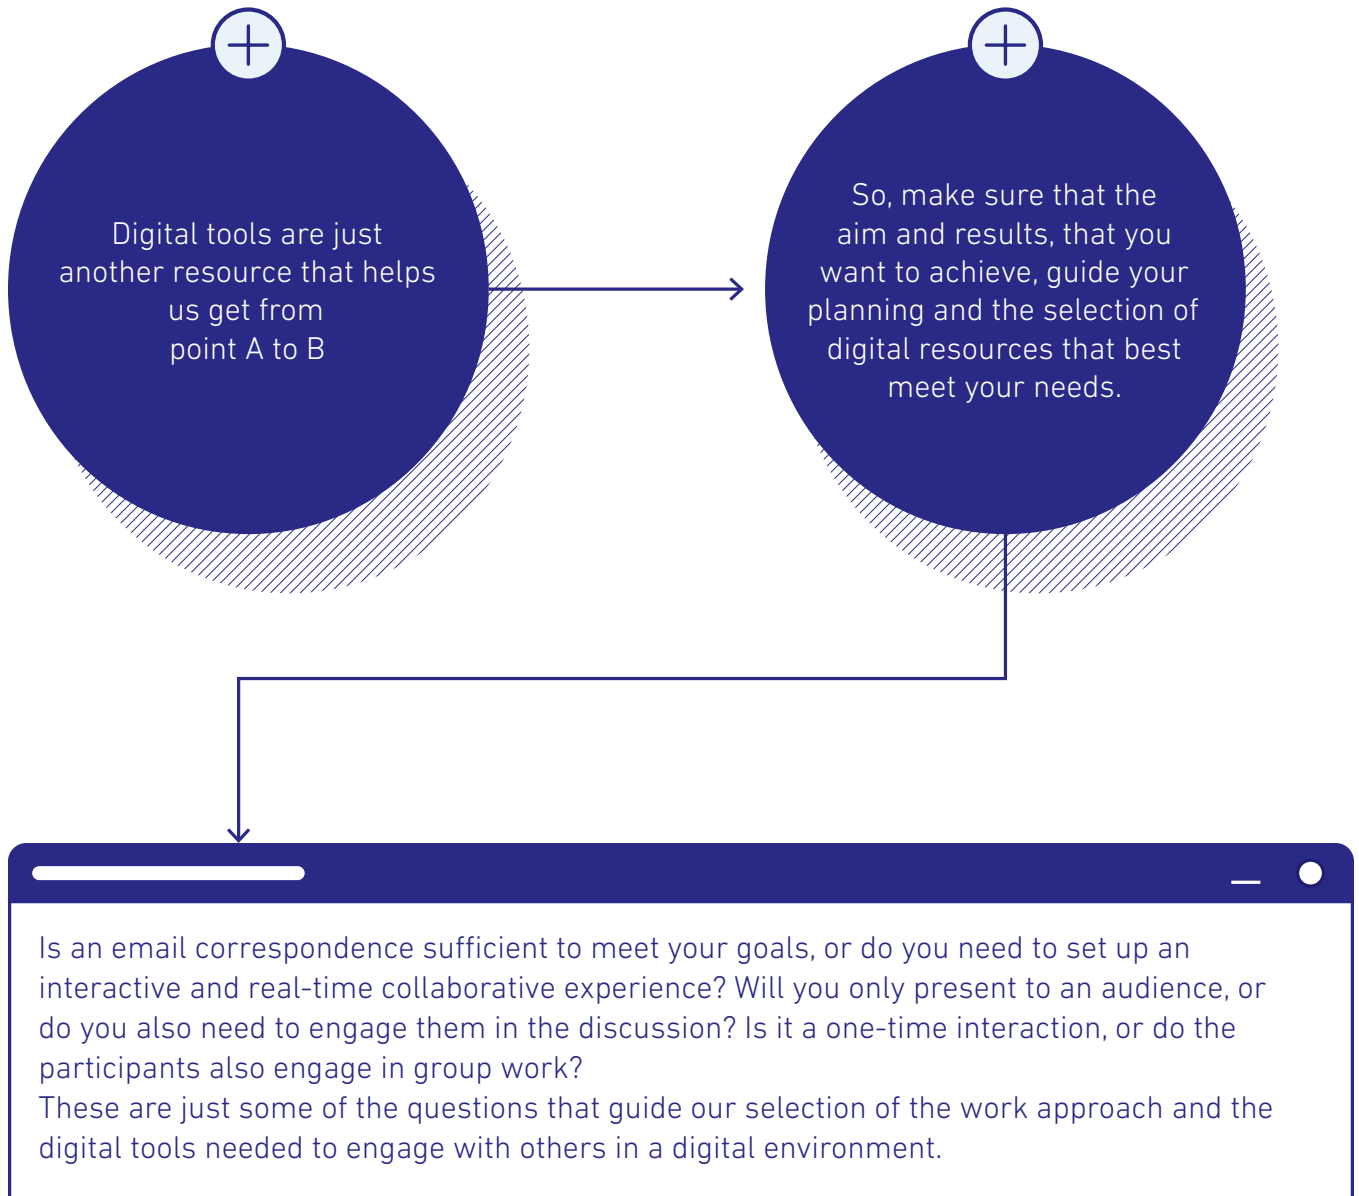 Digital tools are just
another resource that helps
us get from
point A to B
So, make sure that the
aim and results, that you
want to achieve, guide your
planning and the selection of
digital resources that best
meet your needs.
Is an email correspondence sufficient to meet your goals, or do you need to set up an
interactive and real-time collaborative experience? Will you only present to an audience, or
do you also need to engage them in the discussion? Is it a one-time interaction, or do the
participants also engage in group work?
These are just some of the questions that guide our selection of the work approach and the
digital tools needed to engage with others in a digital environment.